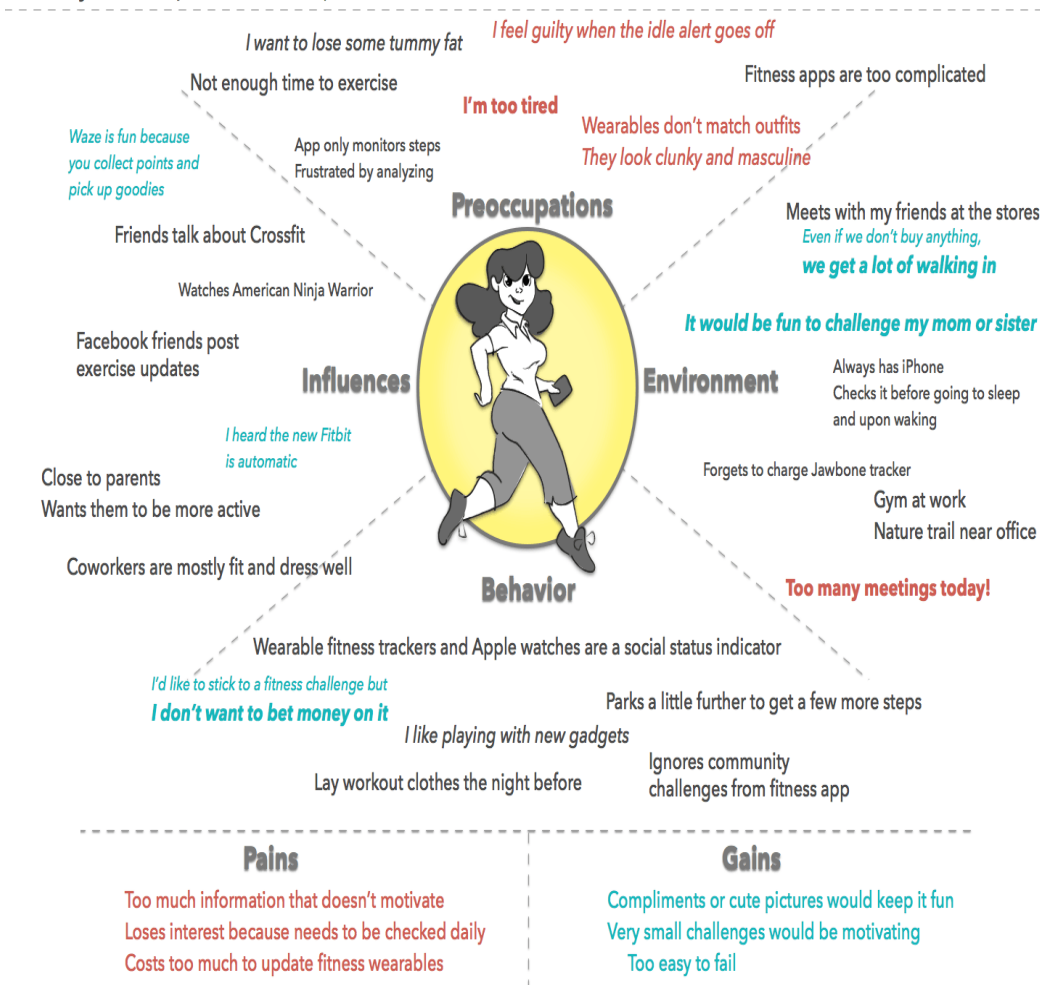 I want to lose some tummy fat
I feel guilty when the idle alert goes off
Not enough time to exercise
Fitness apps are too complicated
I'm too tired
Wearables don't match outfits
They look clunky and masculine
App only monitors steps
Frustrated by analyzing
Preoccupations
Waze is fun because
you collect points and
pick up goodies
Friends talk about Crossfit
Watches American Ninja Warrior
Facebook friends post
exercise updates
Influences
I heard the new Fitbit
is automatic
Close to parents
Wants them to be more active
Coworkers are mostly fit and dress well
Meets with my friends at the stores
Even if we don't buy anything,
we get a lot of walking in
It would be fun to challenge my mom or sister
Always has iPhone
Checks it before going to sleep
and upon waking
Environment
Forgets to charge Jawbone tracker
Gym at work
Nature trail near office
Too many meetings today!
Behavior
Wearable fitness trackers and Apple watches are a social status indicator
I'd like to stick to a fitness challenge but
I don't want to bet money on it
Parks a little further to get a few more steps
I like playing with new gadgets
Lay workout clothes the night before
Ignores community
challenges from fitness app
Pains
Too much information that doesn't motivate
Loses interest because needs to be checked daily
Costs too much to update fitness wearables
Gains
Compliments or cute pictures would keep it fun
Very small challenges would be motivating
Too easy to fail